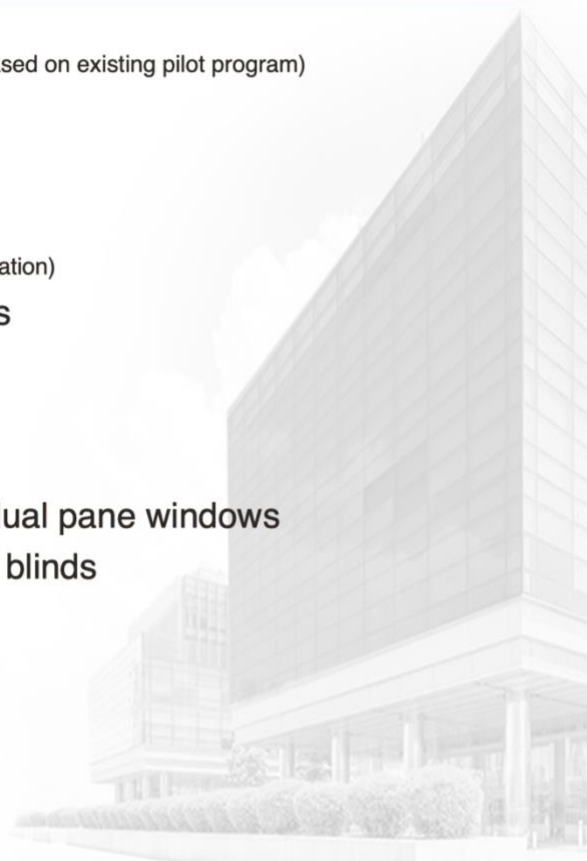 sed on existing pilot program)
ation)
s
ual pane windows
blinds